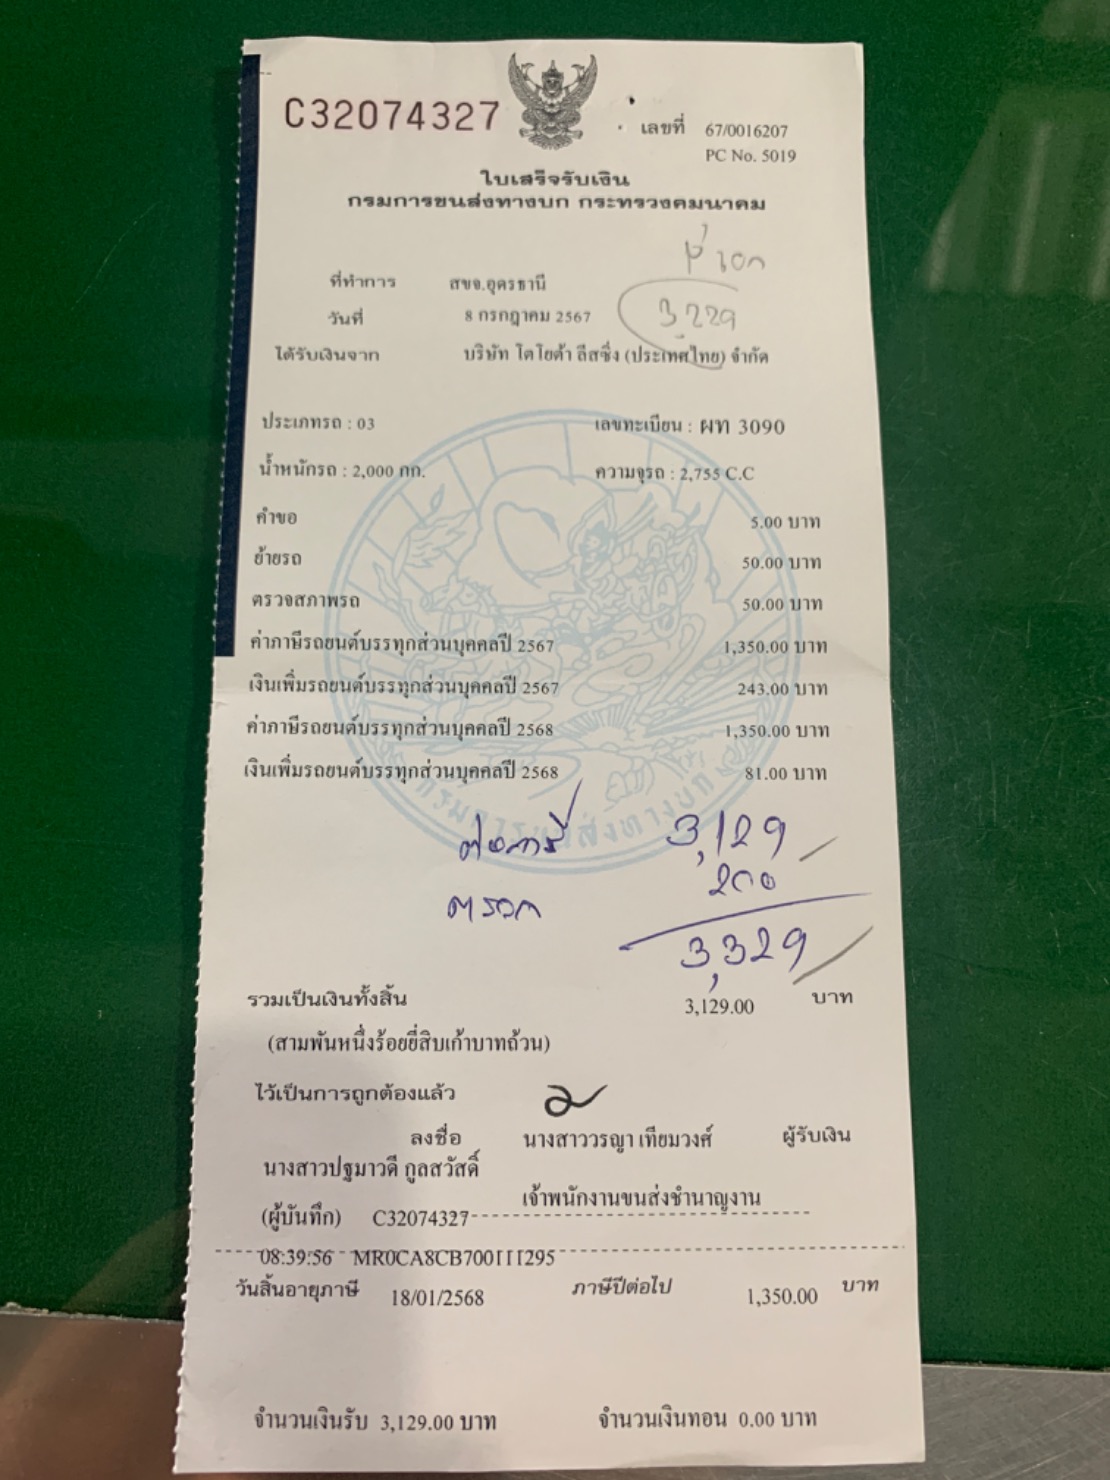 C32074327
เลขที่ 67/0016207
PC No. 5019
ใบเสร็จรับเงิน
กรมการขนส่งทางบก กระทรวงคมนาคม
ที่ทำการ สขจ.อุดรธานี
วันที่ 8 กรกฎาคม 2567
3,229
ได้รับเงินจาก บริษัท โตโยต้า ลีสซิ่ง (ประเทศไทย) จำกัด
ประเภทรถ : 03 เลขทะเบียน : ผท 3090
น้ำหนักรถ : 2,000 กก. ความจุรถ : 2,755 C.C
คำขอ 5.00 บาท
ย้ายรถ 50.00 บาท
ตรวจสภาพรถ 50.00 บาท
ค่าภาษีรถยนต์บรรทุกส่วนบุคคลปี 2567 1,350.00 บาท
เงินเพิ่มรถยนต์บรรทุกส่วนบุคคลปี 2567 243.00 บาท
ค่าภาษีรถยนต์บรรทุกส่วนบุคคลปี 2568 1,350.00 บาท
เงินเพิ่มรถยนต์บรรทุกส่วนบุคคลปี 2568 81.00 บาท
กรมการขนส่งทางบก
ต่อภาษี 3,129
ตรวจ 200
3,329
รวมเป็นเงินทั้งสิ้น 3,129.00 บาท
(สามพันหนึ่งร้อยยี่สิบเก้าบาทถ้วน)
ไว้เป็นการถูกต้องแล้ว
ลงชื่อ นางสาววรญา เทียมวงศ์ ผู้รับเงิน
นางสาวปฐมาวดี กูลสวัสดิ์
เจ้าพนักงานขนส่งชำนาญงาน
(ผู้บันทึก) C32074327
08:39:56 MR0CA8CB700111295
วันสิ้นอายุภาษี 18/01/2568 ภาษีปีต่อไป 1,350.00 บาท
จำนวนเงินรับ 3,129.00 บาท จำนวนเงินทอน 0.00 บาท